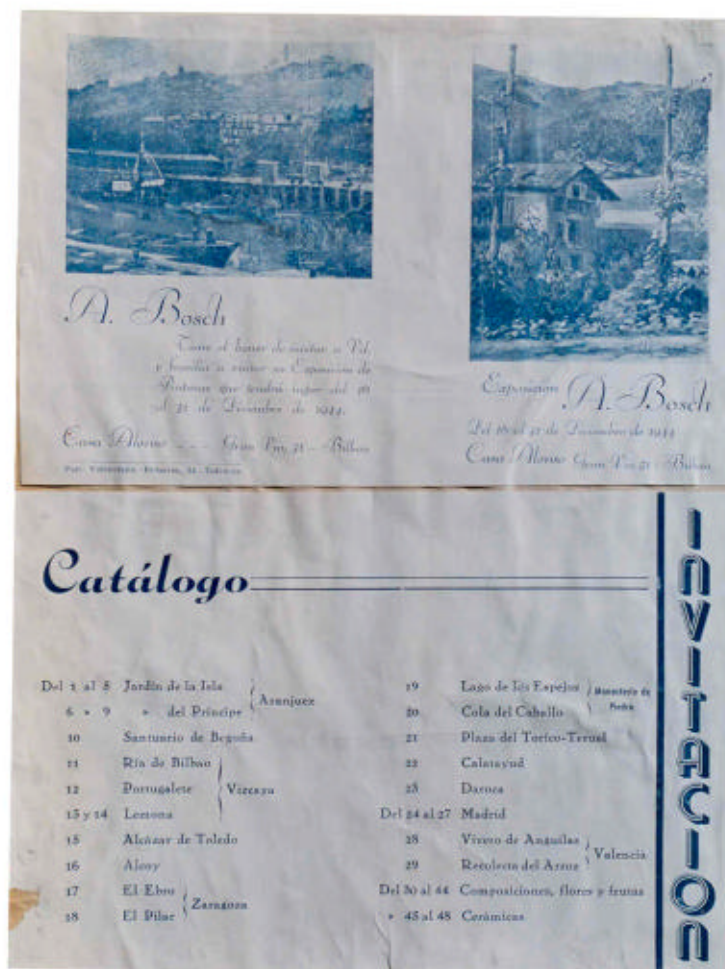 A. Bosch
Tiene el honor de invitar a Vd.
y familia a visitar su Exposición de
Pinturas que tendrá lugar del 16
al 31 de Diciembre de 1944.
Casa Alonso --- Gran Vía, 31 - Bilbao
Exposición A. Bosch
Del 16 al 31 de Diciembre de 1944
Casa Alonso Gran Vía 31 - Bilbao
INVITACION
Catálogo
Del 1 al 5 Jardín de la Isla
6 » 9 » del Príncipe
Aranjuez
10 Santuario de Begoña
11 Ría de Bilbao
12 Portugalete
13 y 14 Lemona
Vizcaya
15 Alcázar de Toledo
16 Alcoy
17 El Ebro
18 El Pilar
Zaragoza
19 Lago de los Espejos
20 Cola del Caballo
Monasterio de
Piedra
21 Plaza del Torico-Teruel
22 Calatayud
23 Daroca
Del 24 al 27 Madrid
28 Vivero de Anguilas
29 Recolecta del Arroz
Valencia
Del 30 al 44 Composiciones, flores y frutas
» 45 al 48 Cerámicas